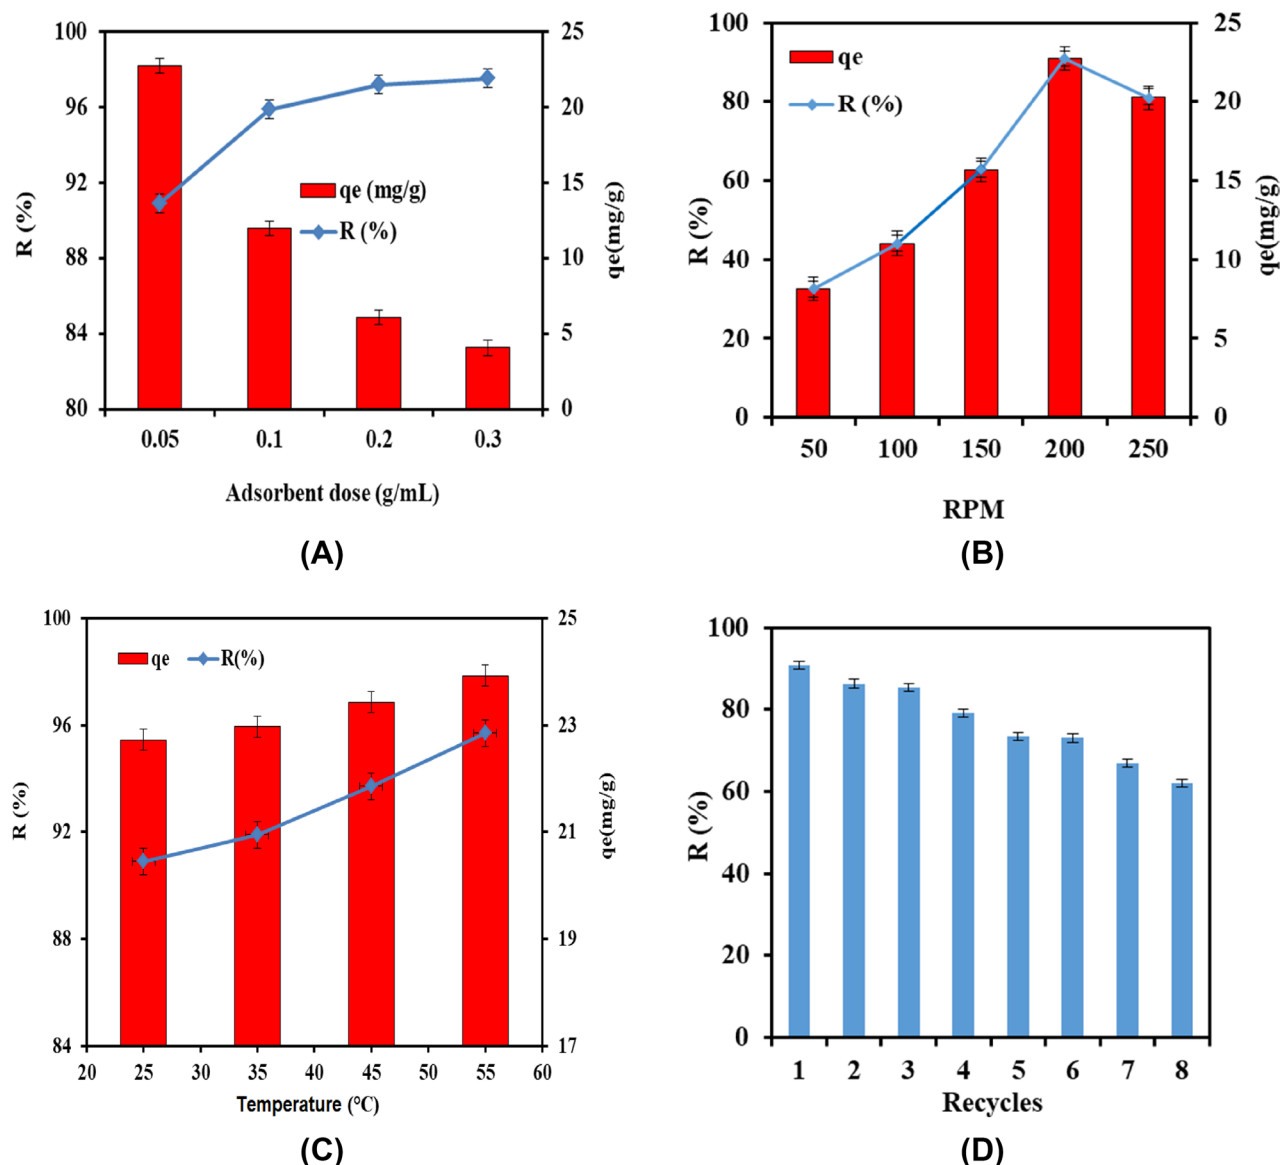 100
96
92
88
84
80
R (%)
25
20
15
10
5
0
qe(mg/g)
qe (mg/g)
R (%)
0.05 0.1 0.2 0.3
Adsorbent dose (g/mL)
(A)
100
80
60
40
20
0
R (%)
25
20
15
10
5
0
qe(mg/g)
qe
R (%)
50 100 150 200 250
RPM
(B)
100
96
92
88
84
R (%)
25
23
21
19
17
qe(mg/g)
qe R(%)
20 25 30 35 40 45 50 55 60
Temperature (°C)
(C)
100
80
60
40
20
0
R (%)
1 2 3 4 5 6 7 8
Recycles
(D)